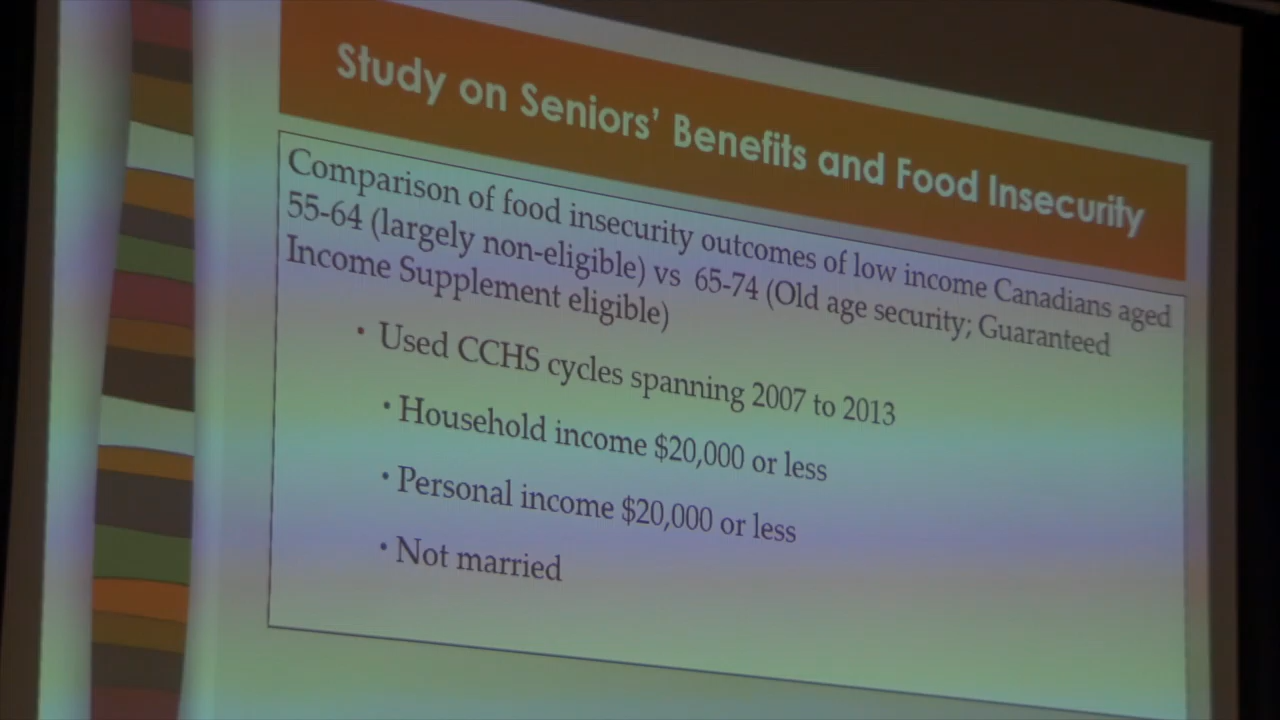 Study on Seniors' Benefits and Food Insecurity
Comparison of food insecurity outcomes of low income Canadians aged
55-64 (largely non-eligible) vs 65-74 (Old age security; Guaranteed
Income Supplement eligible)
• Used CCHS cycles spanning 2007 to 2013
• Household income $20,000 or less
• Personal income $20,000 or less
• Not married